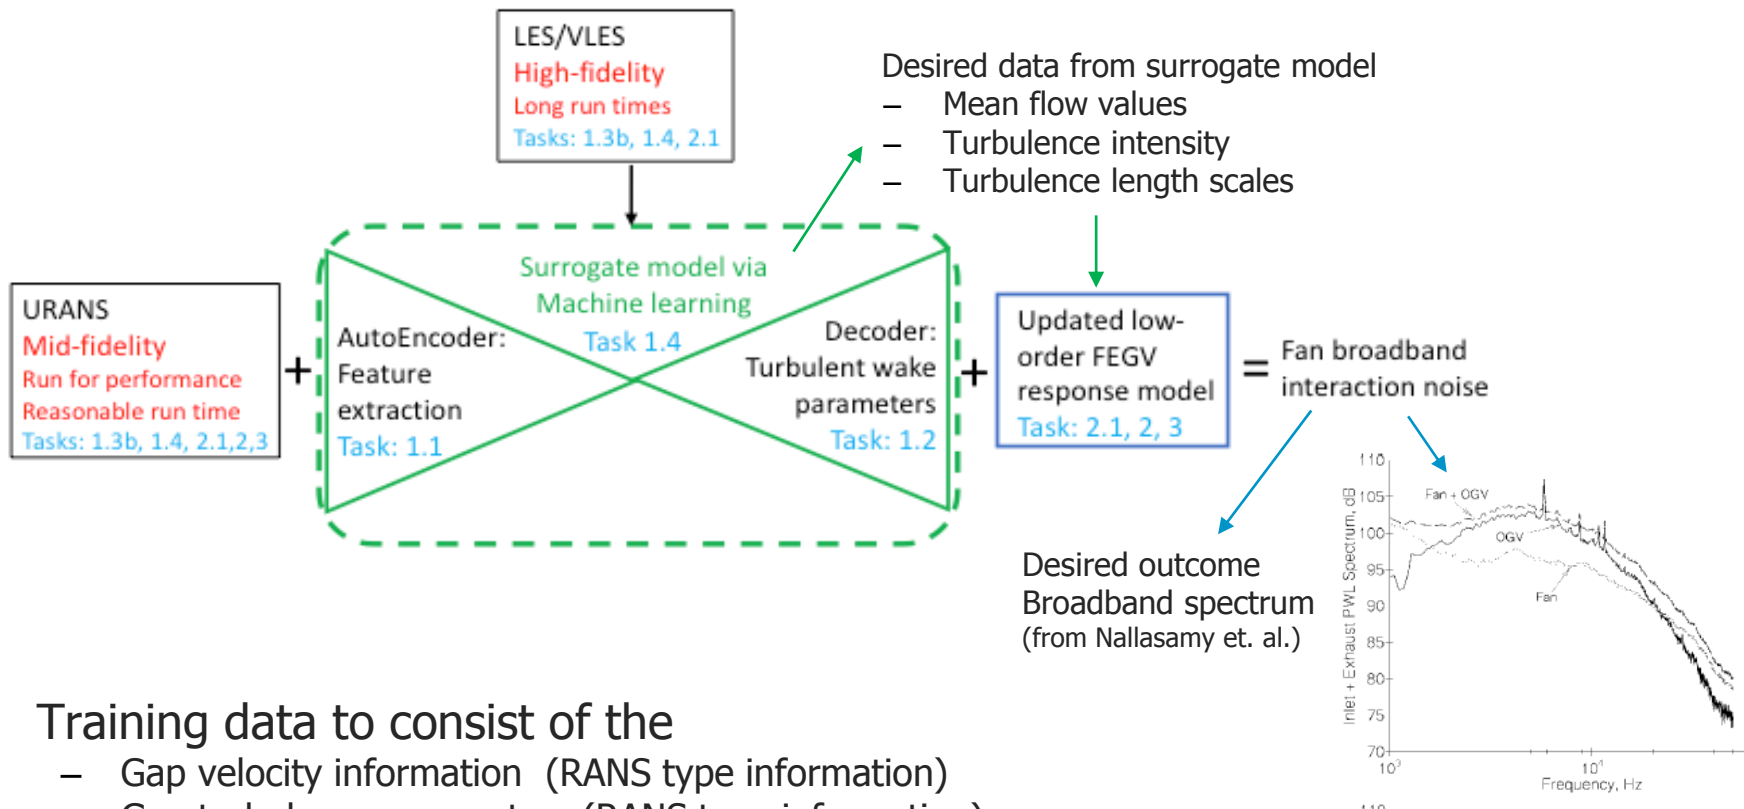 LES/VLES
High-fidelity
Long run times
Tasks: 1.3b, 1.4, 2.1
Desired data from surrogate model
– Mean flow values
– Turbulence intensity
– Turbulence length scales
URANS
Mid-fidelity
Run for performance
Reasonable run time
Tasks: 1.3b, 1.4, 2.1,2,3
+
Surrogate model via
Machine learning
Task 1.4
AutoEncoder:
Feature
extraction
Task: 1.1
Decoder:
Turbulent wake
parameters
Task: 1.2
+
Updated low-
order FEGV
response model
Task: 2.1, 2, 3
=
Fan broadband
interaction noise
Desired outcome
Broadband spectrum
(from Nallasamy et. al.)
Inlet + Exhaust PWL Spectrum, dB
110
105
100
95
90
85
80
75
70
Fan + OGV
OGV
Fan
10³
10⁴
Frequency, Hz
Training data to consist of the
– Gap velocity information (RANS type information)